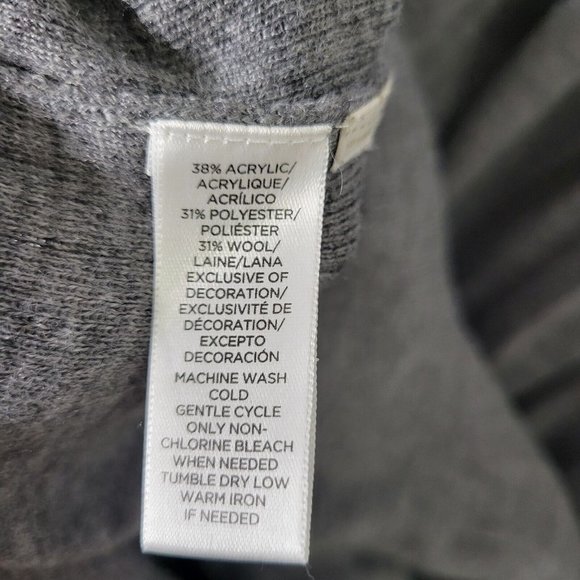 38% ACRYLIC/
ACRYLIQUE/
ACRÍLICO
31% POLYESTER/
POLIÉSTER
31% WOOL/
LAINE/LANA
EXCLUSIVE OF
DECORATION/
EXCLUSIVITÉ DE
DÉCORATION/
EXCEPTO
DECORACIÓN
MACHINE WASH
COLD
GENTLE CYCLE
ONLY NON-
CHLORINE BLEACH
WHEN NEEDED
TUMBLE DRY LOW
WARM IRON
IF NEEDED